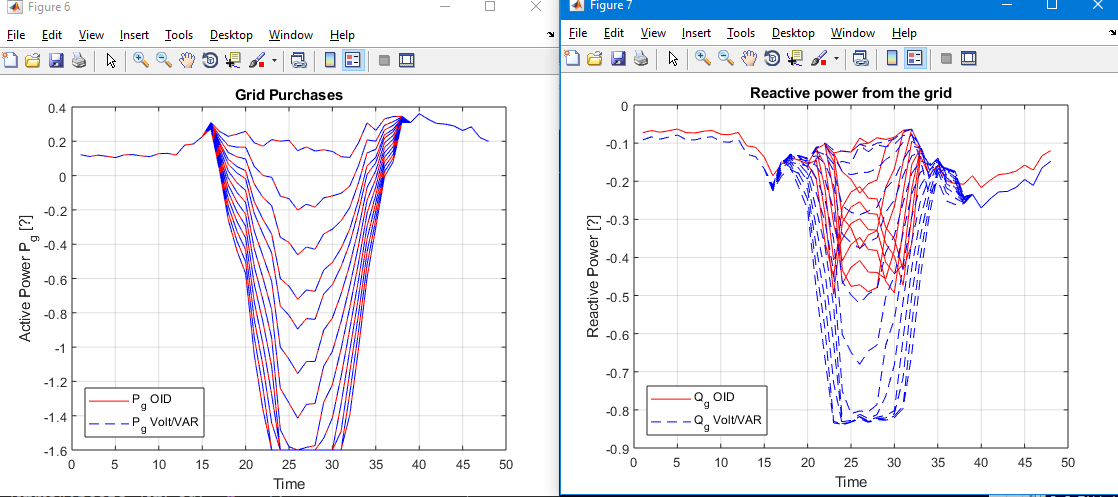 Figure 6
File Edit View Insert Tools Desktop Window Help
Grid Purchases
Active Power P_g [?]
0.4
0.2
0
-0.2
-0.4
-0.6
-0.8
-1
-1.2
-1.4
-1.6
P_g OID
P_g Volt/VAR
0 5 10 15 20 25 30 35 40 45 50
Time
Figure 7
File Edit View Insert Tools Desktop Window Help
Reactive power from the grid
Reactive Power [?]
0
-0.1
-0.2
-0.3
-0.4
-0.5
-0.6
-0.7
-0.8
-0.9
Q_g OID
Q_g Volt/VAR
0 5 10 15 20 25 30 35 40 45 50
Time